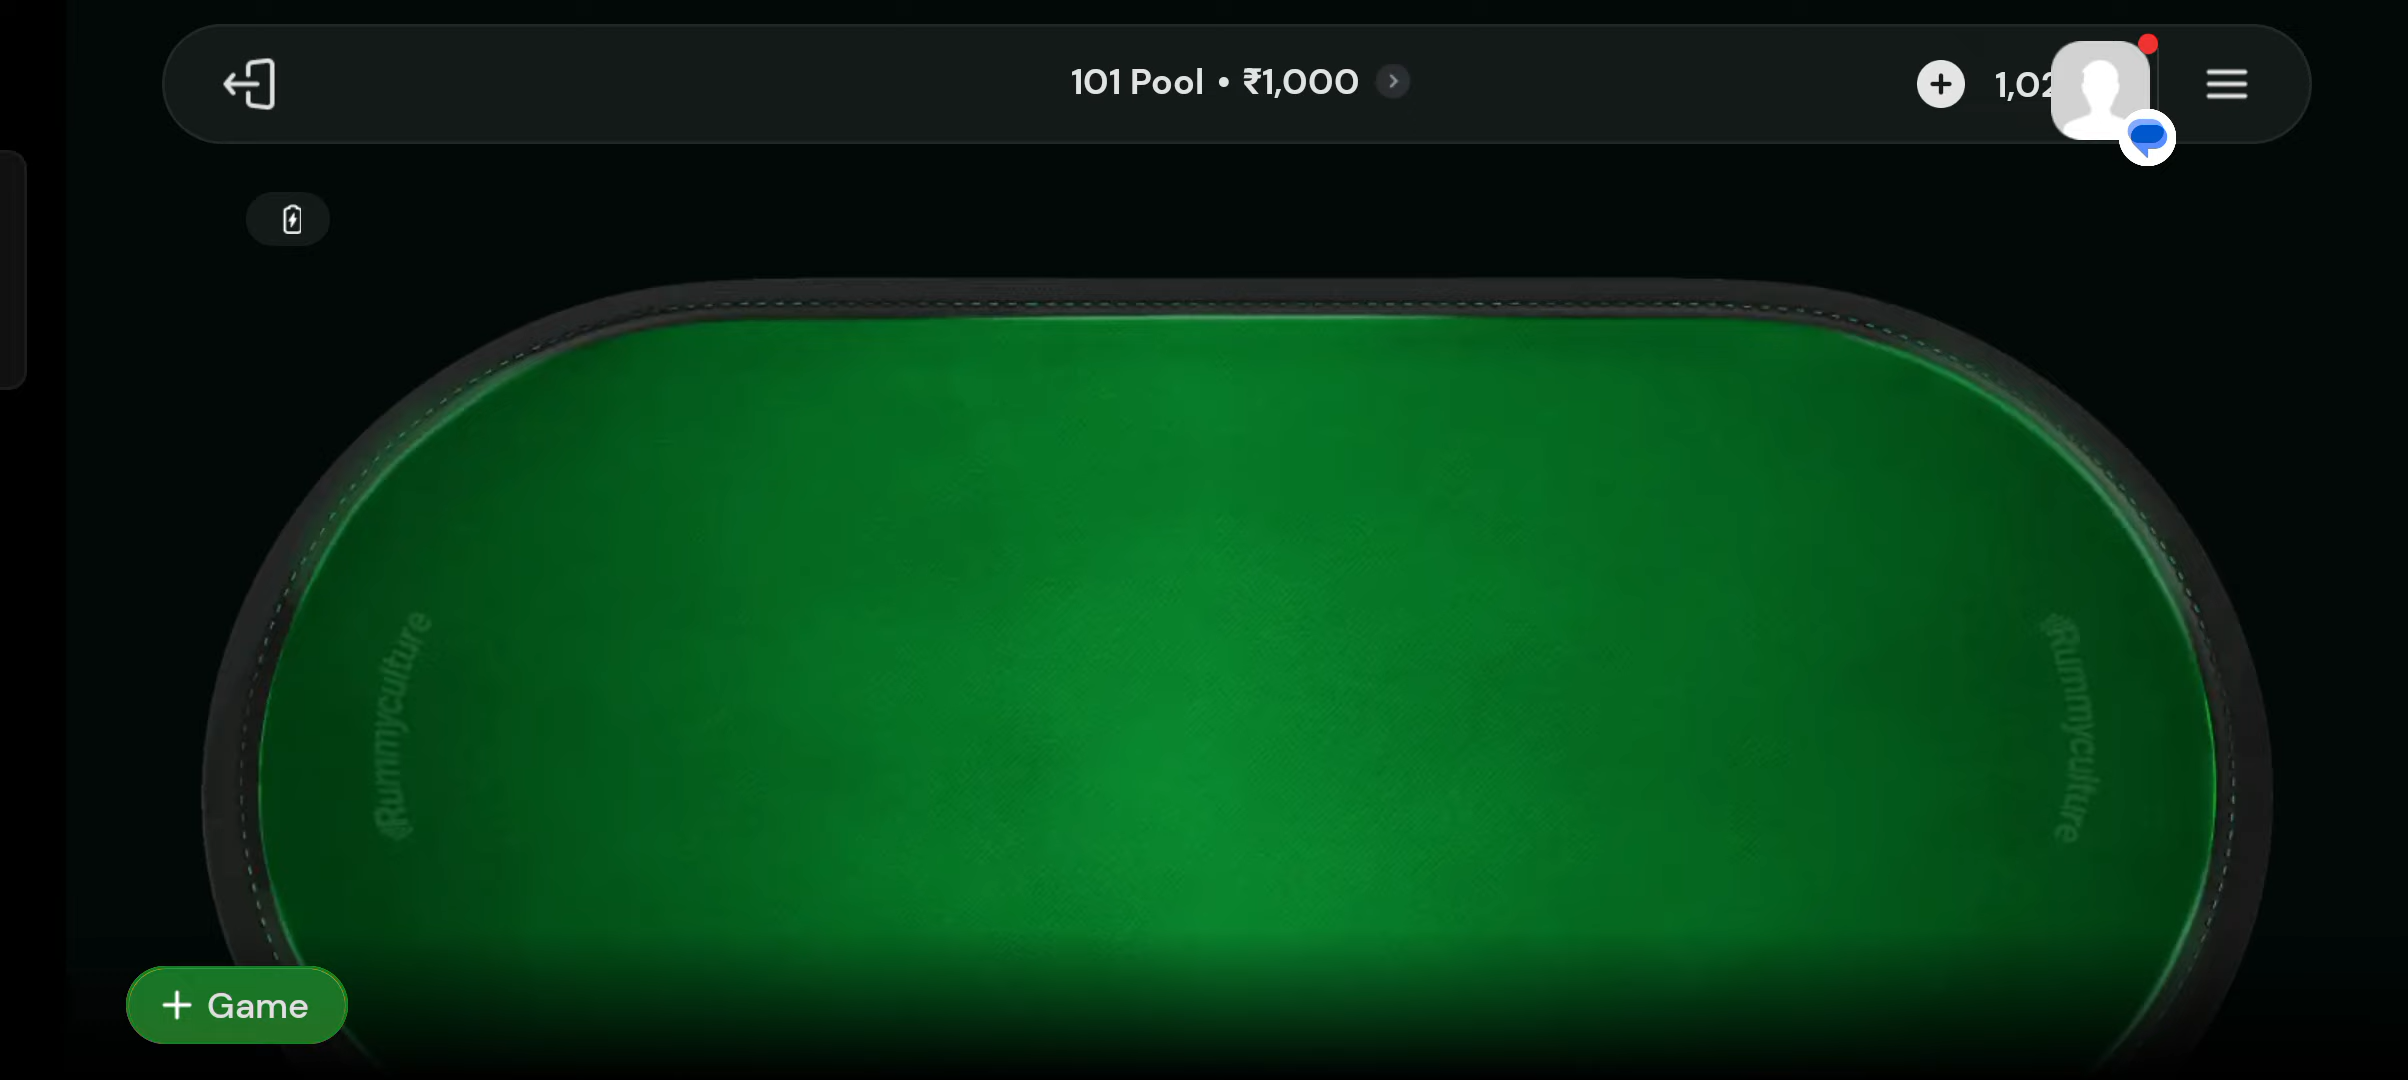 101 Pool • ₹1,000
1,02
Rummyculture
Rummyculture
+ Game